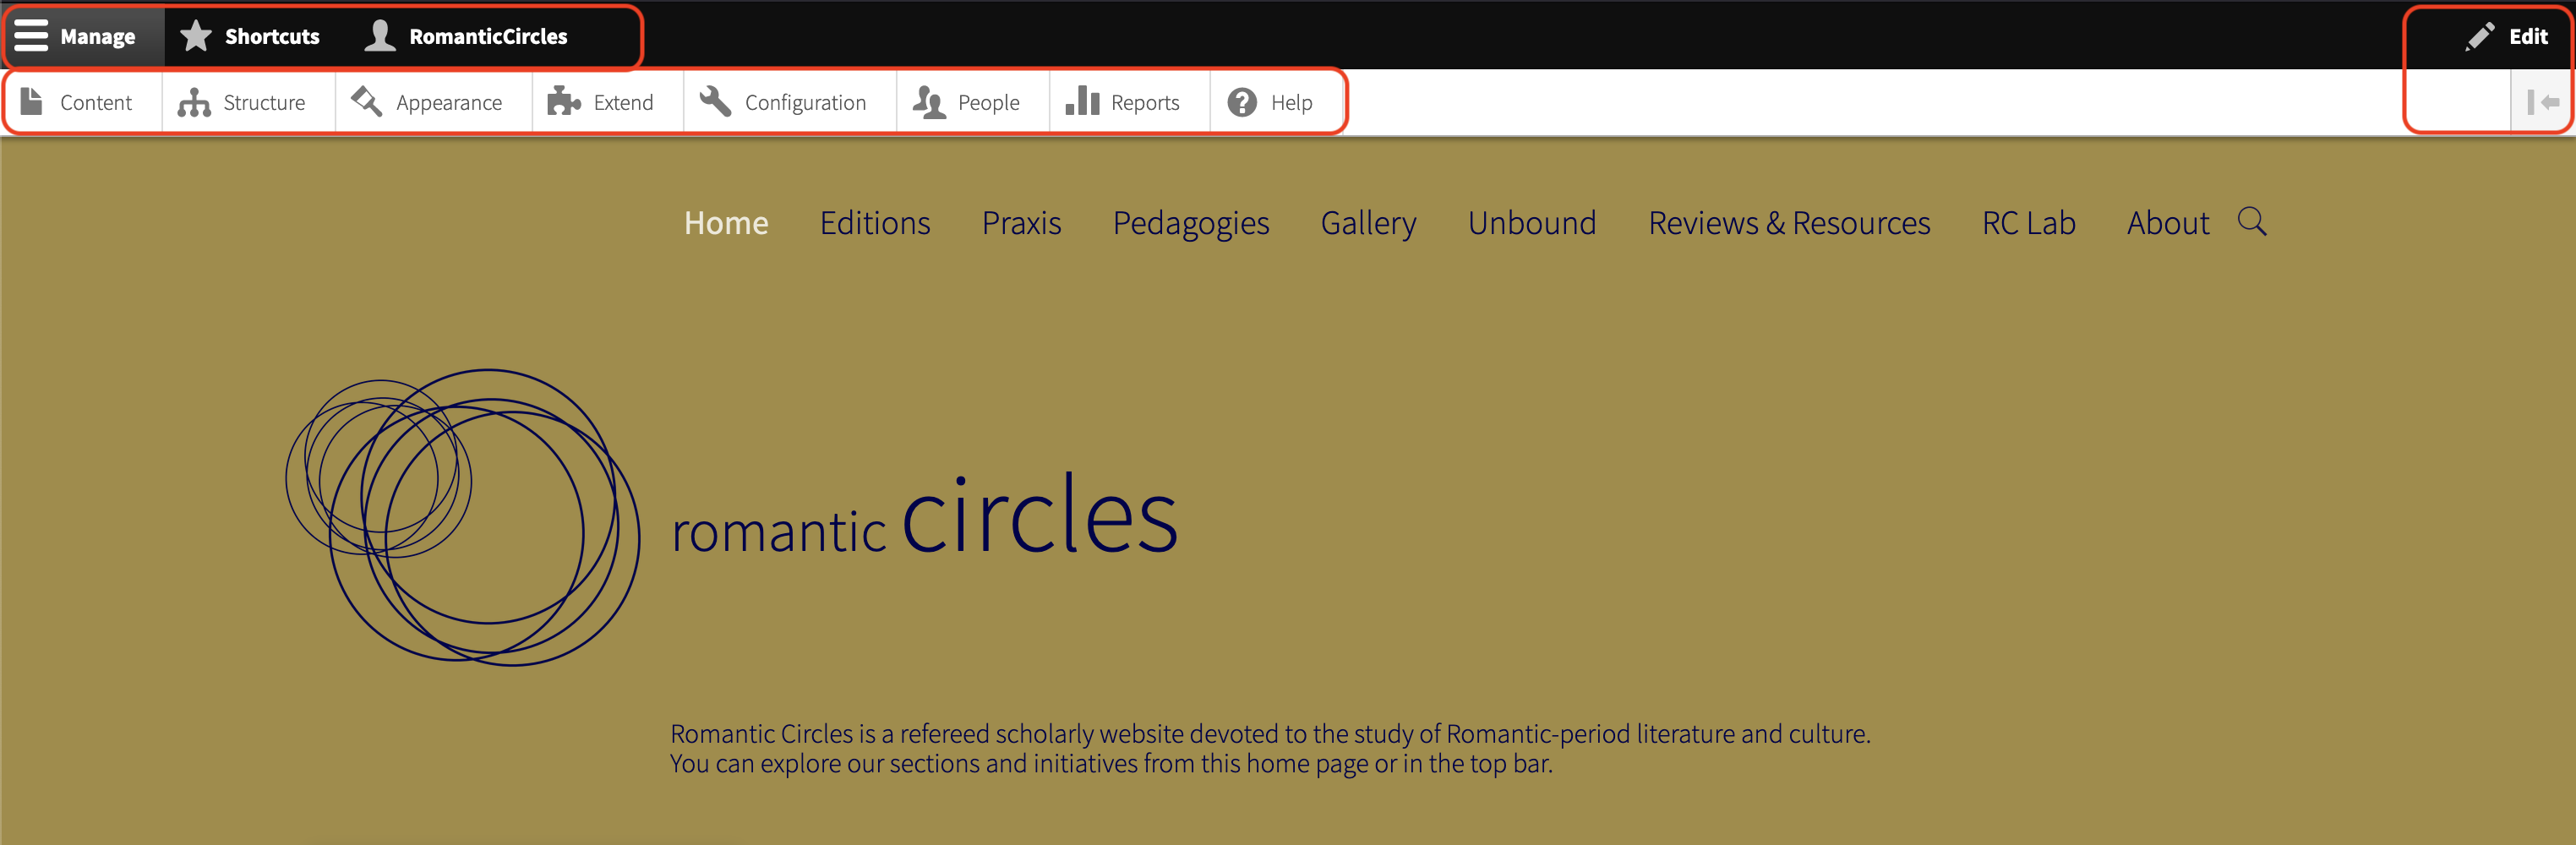 Manage Shortcuts RomanticCircles Edit
Content Structure Appearance Extend Configuration People Reports Help
Home Editions Praxis Pedagogies Gallery Unbound Reviews & Resources RC Lab About
romantic circles
Romantic Circles is a refereed scholarly website devoted to the study of Romantic-period literature and culture.
You can explore our sections and initiatives from this home page or in the top bar.